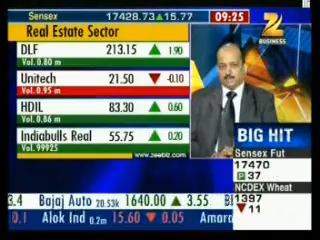 Sensex 17428.73▲15.77 09:25
Real Estate Sector
DLF 213.15 ▲ 1.90
Vol. 0.80 m
Unitech 21.50 ▼ -0.10
Vol. 0.95 m
HDIL 83.30 ▲ 0.60
Vol. 0.86 m
Indiabulls Real 55.75 ▲ 0.20
Vol. 99925
www.zeebiz.com
Z
BUSINESS
BIG HIT
Sensex Fut
17470
P 37
NCDEX Wheat
1397
▼ 11
3.4 Bajaj Auto 20.53k 1640.00 ▲ 3.55 B
0.1 Alok Ind 0.2m 15.60 ▼ 0.05 Amara